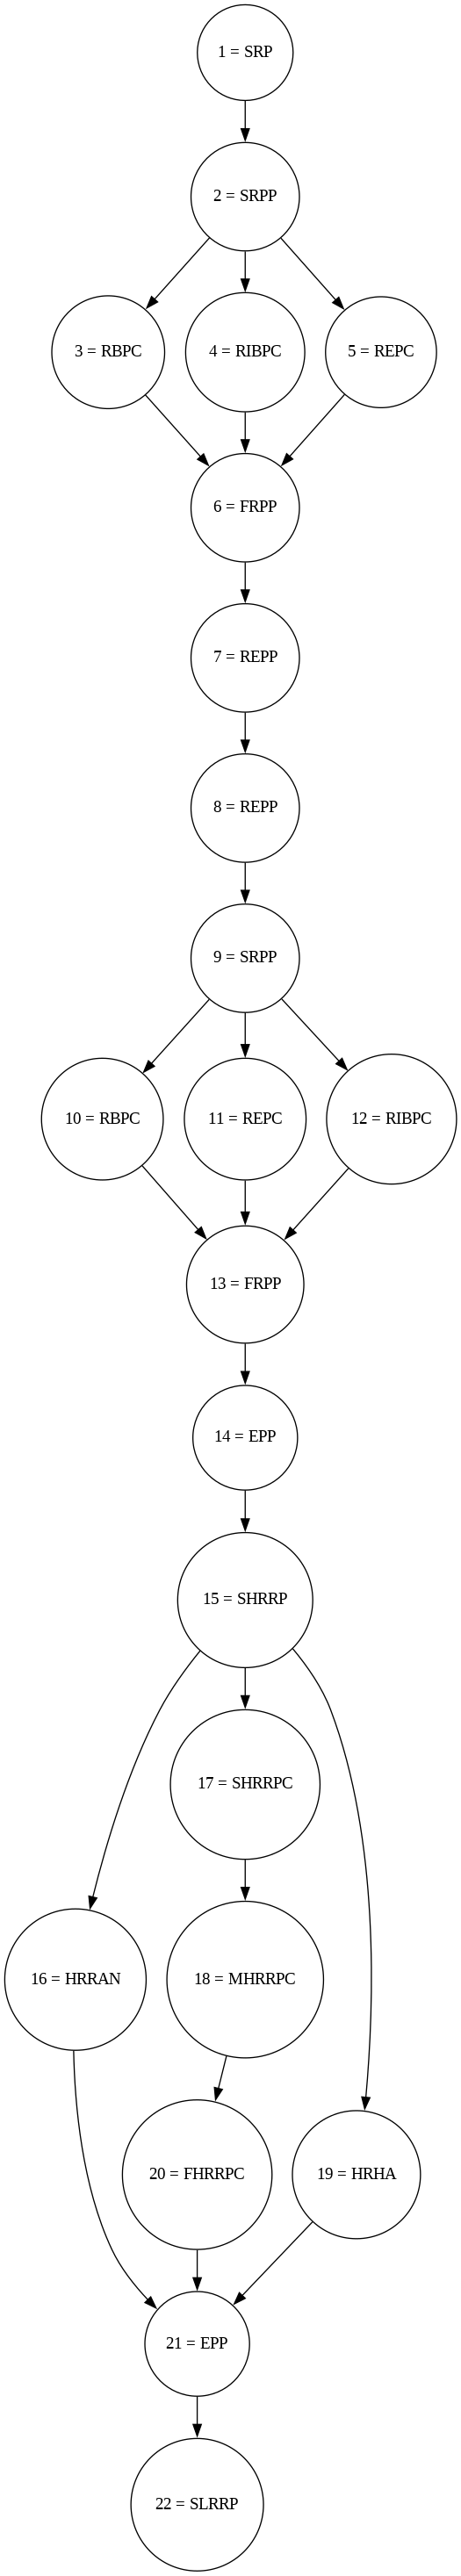 1 = SRP
2 = SRPP
3 = RBPC
4 = RIBPC
5 = REPC
6 = FRPP
7 = REPP
8 = REPP
9 = SRPP
10 = RBPC
11 = REPC
12 = RIBPC
13 = FRPP
14 = EPP
15 = SHRRP
17 = SHRRPC
16 = HRRAN
18 = MHRRPC
20 = FHRRPC
19 = HRHA
21 = EPP
22 = SLRRP